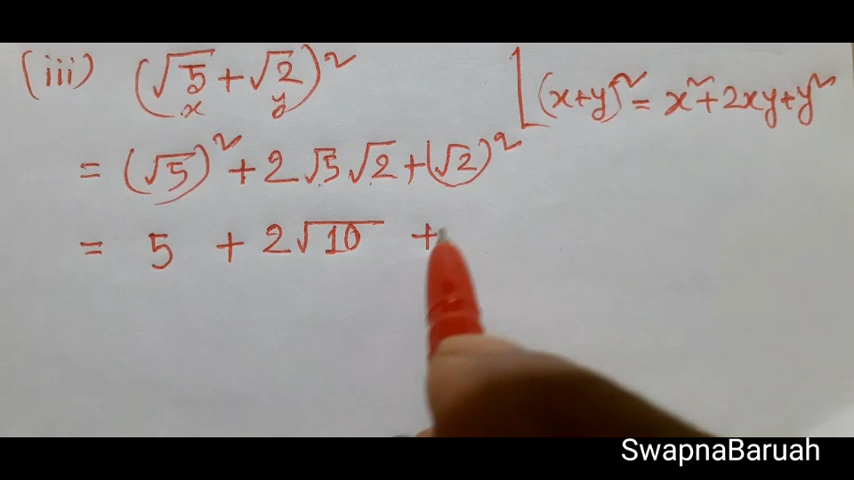 (iii) (√5 + √2)² [(x+y)² = x² + 2xy + y²
x y
= (√5)² + 2 √5 √2 + (√2)²
= 5 + 2√10 +
SwapnaBaruah